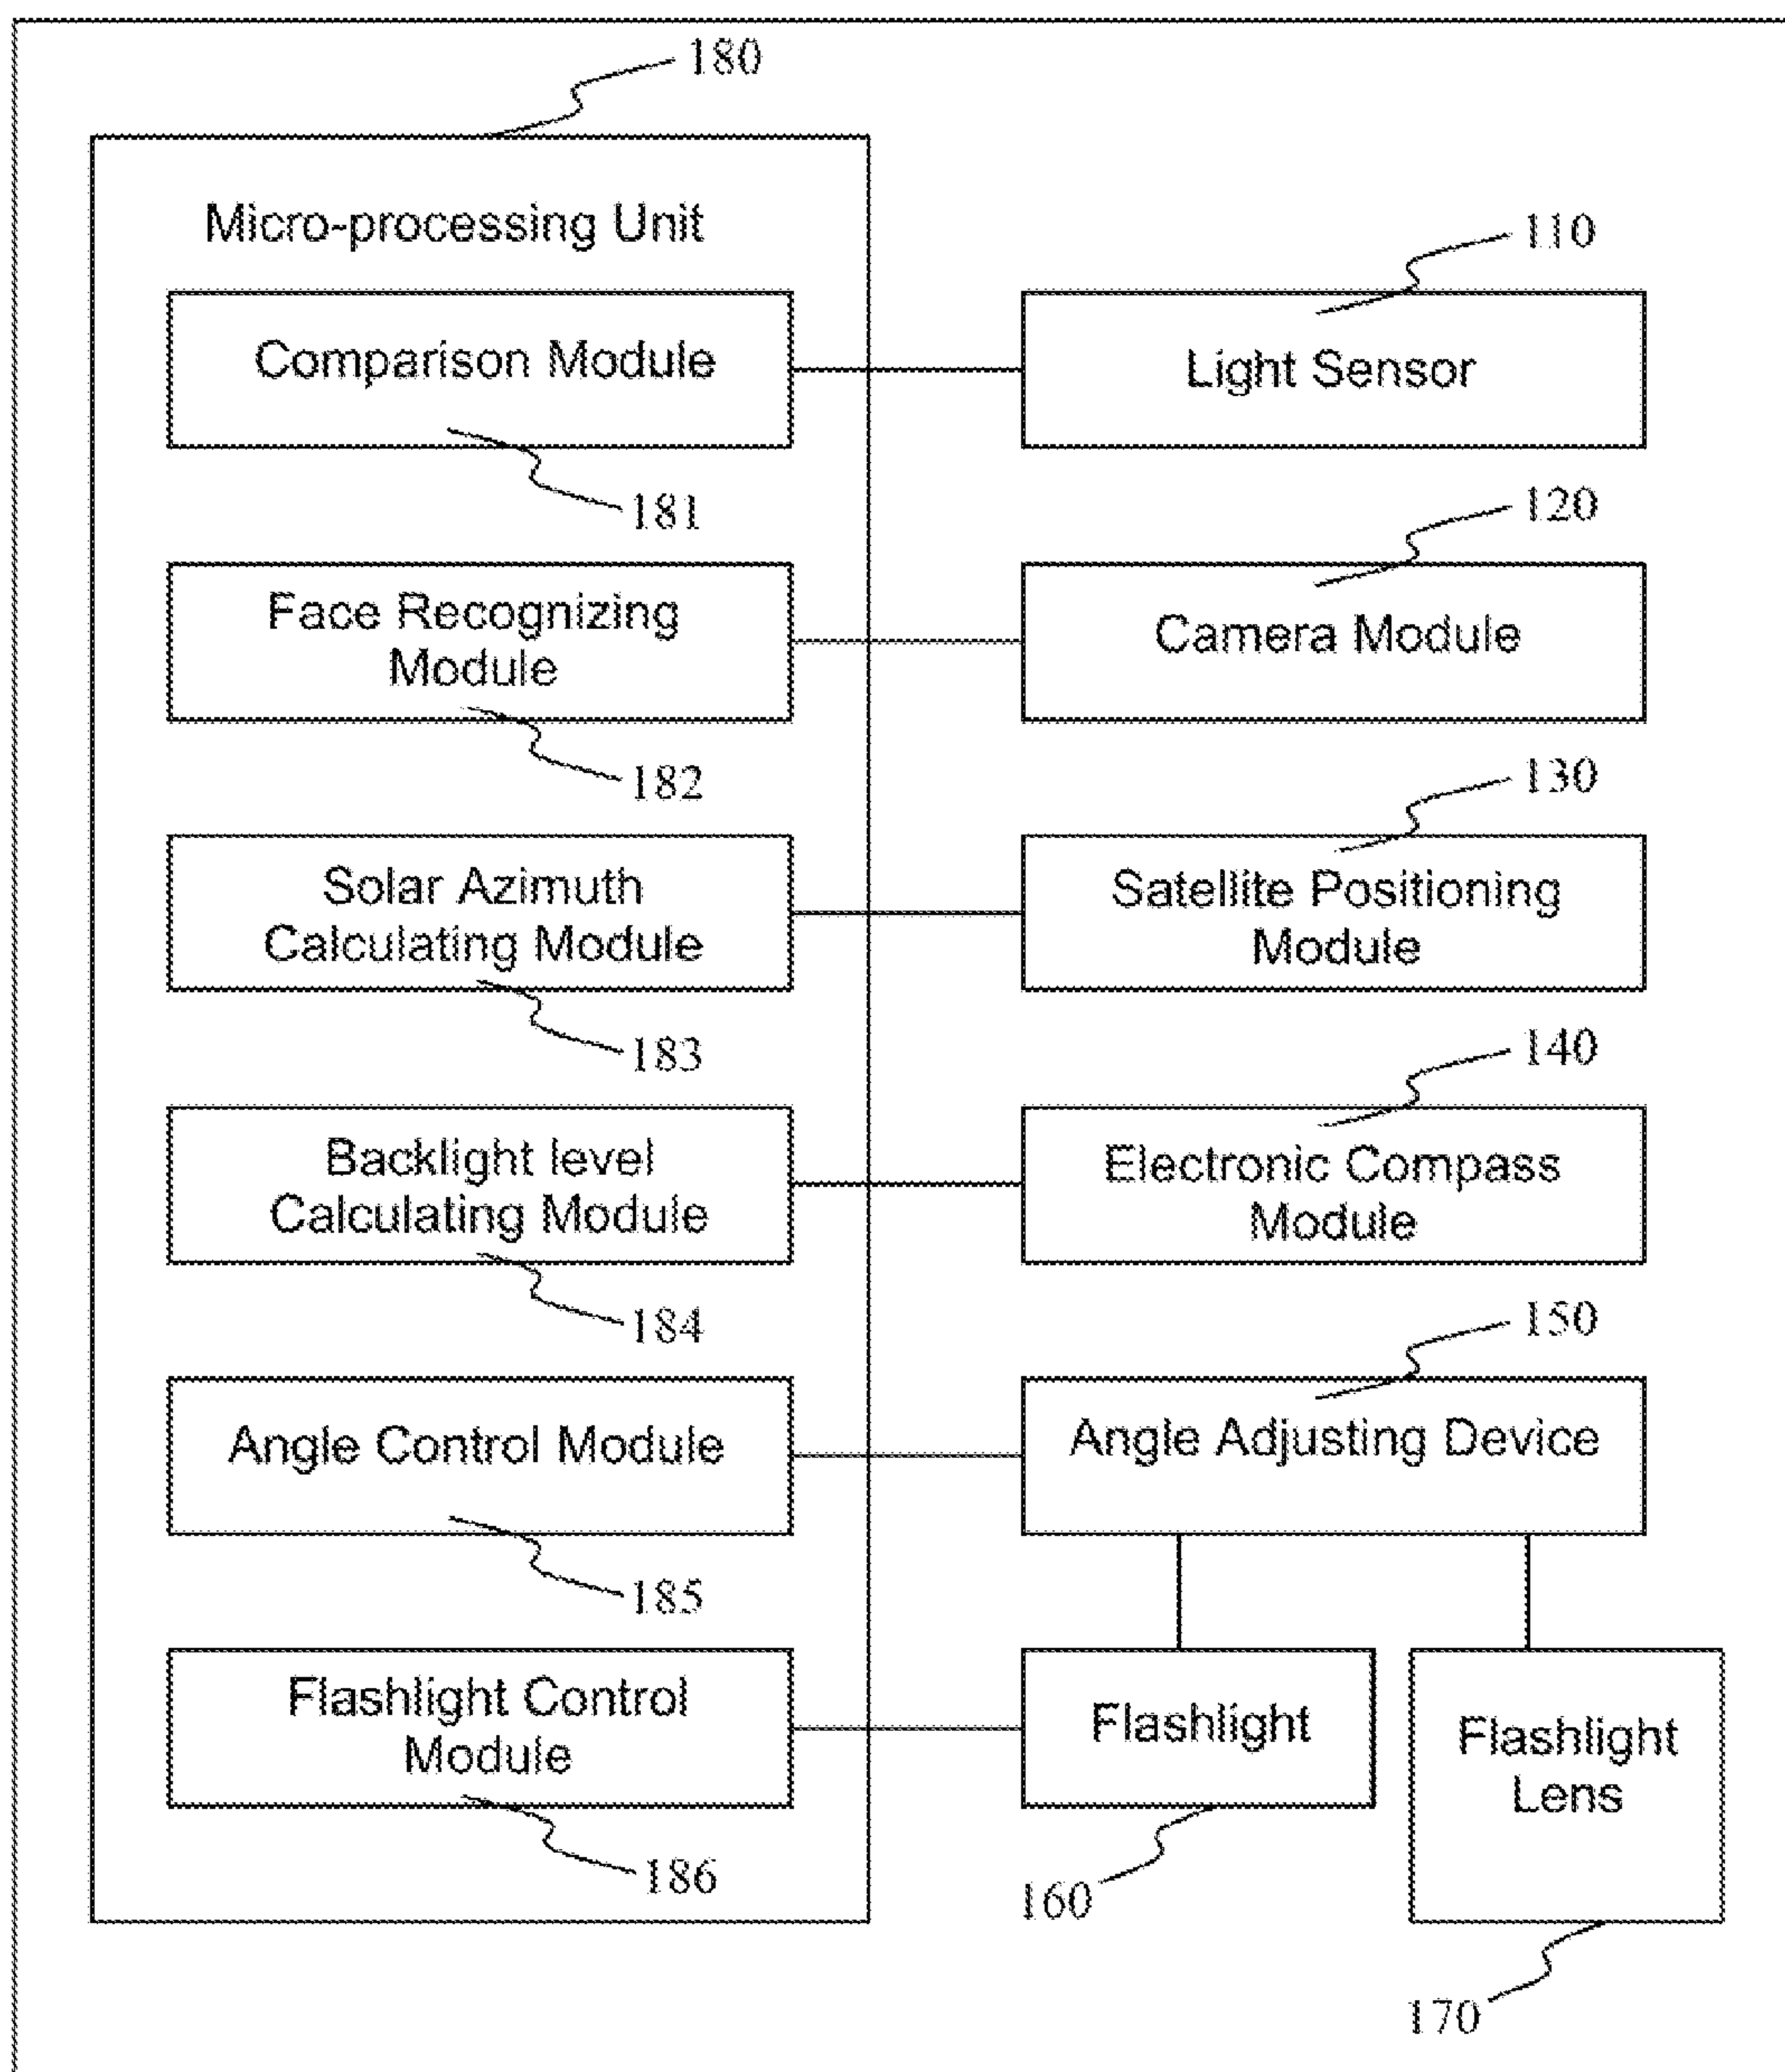 180
Micro-processing Unit
110
Comparison Module
Light Sensor
181
120
Face Recognizing
Module
Camera Module
182
130
Solar Azimuth
Calculating Module
Satellite Positioning
Module
183
140
Backlight level
Calculating Module
Electronic Compass
Module
184
150
Angle Control Module
Angle Adjusting Device
185
Flashlight Control
Module
Flashlight
Flashlight
Lens
186
160
170